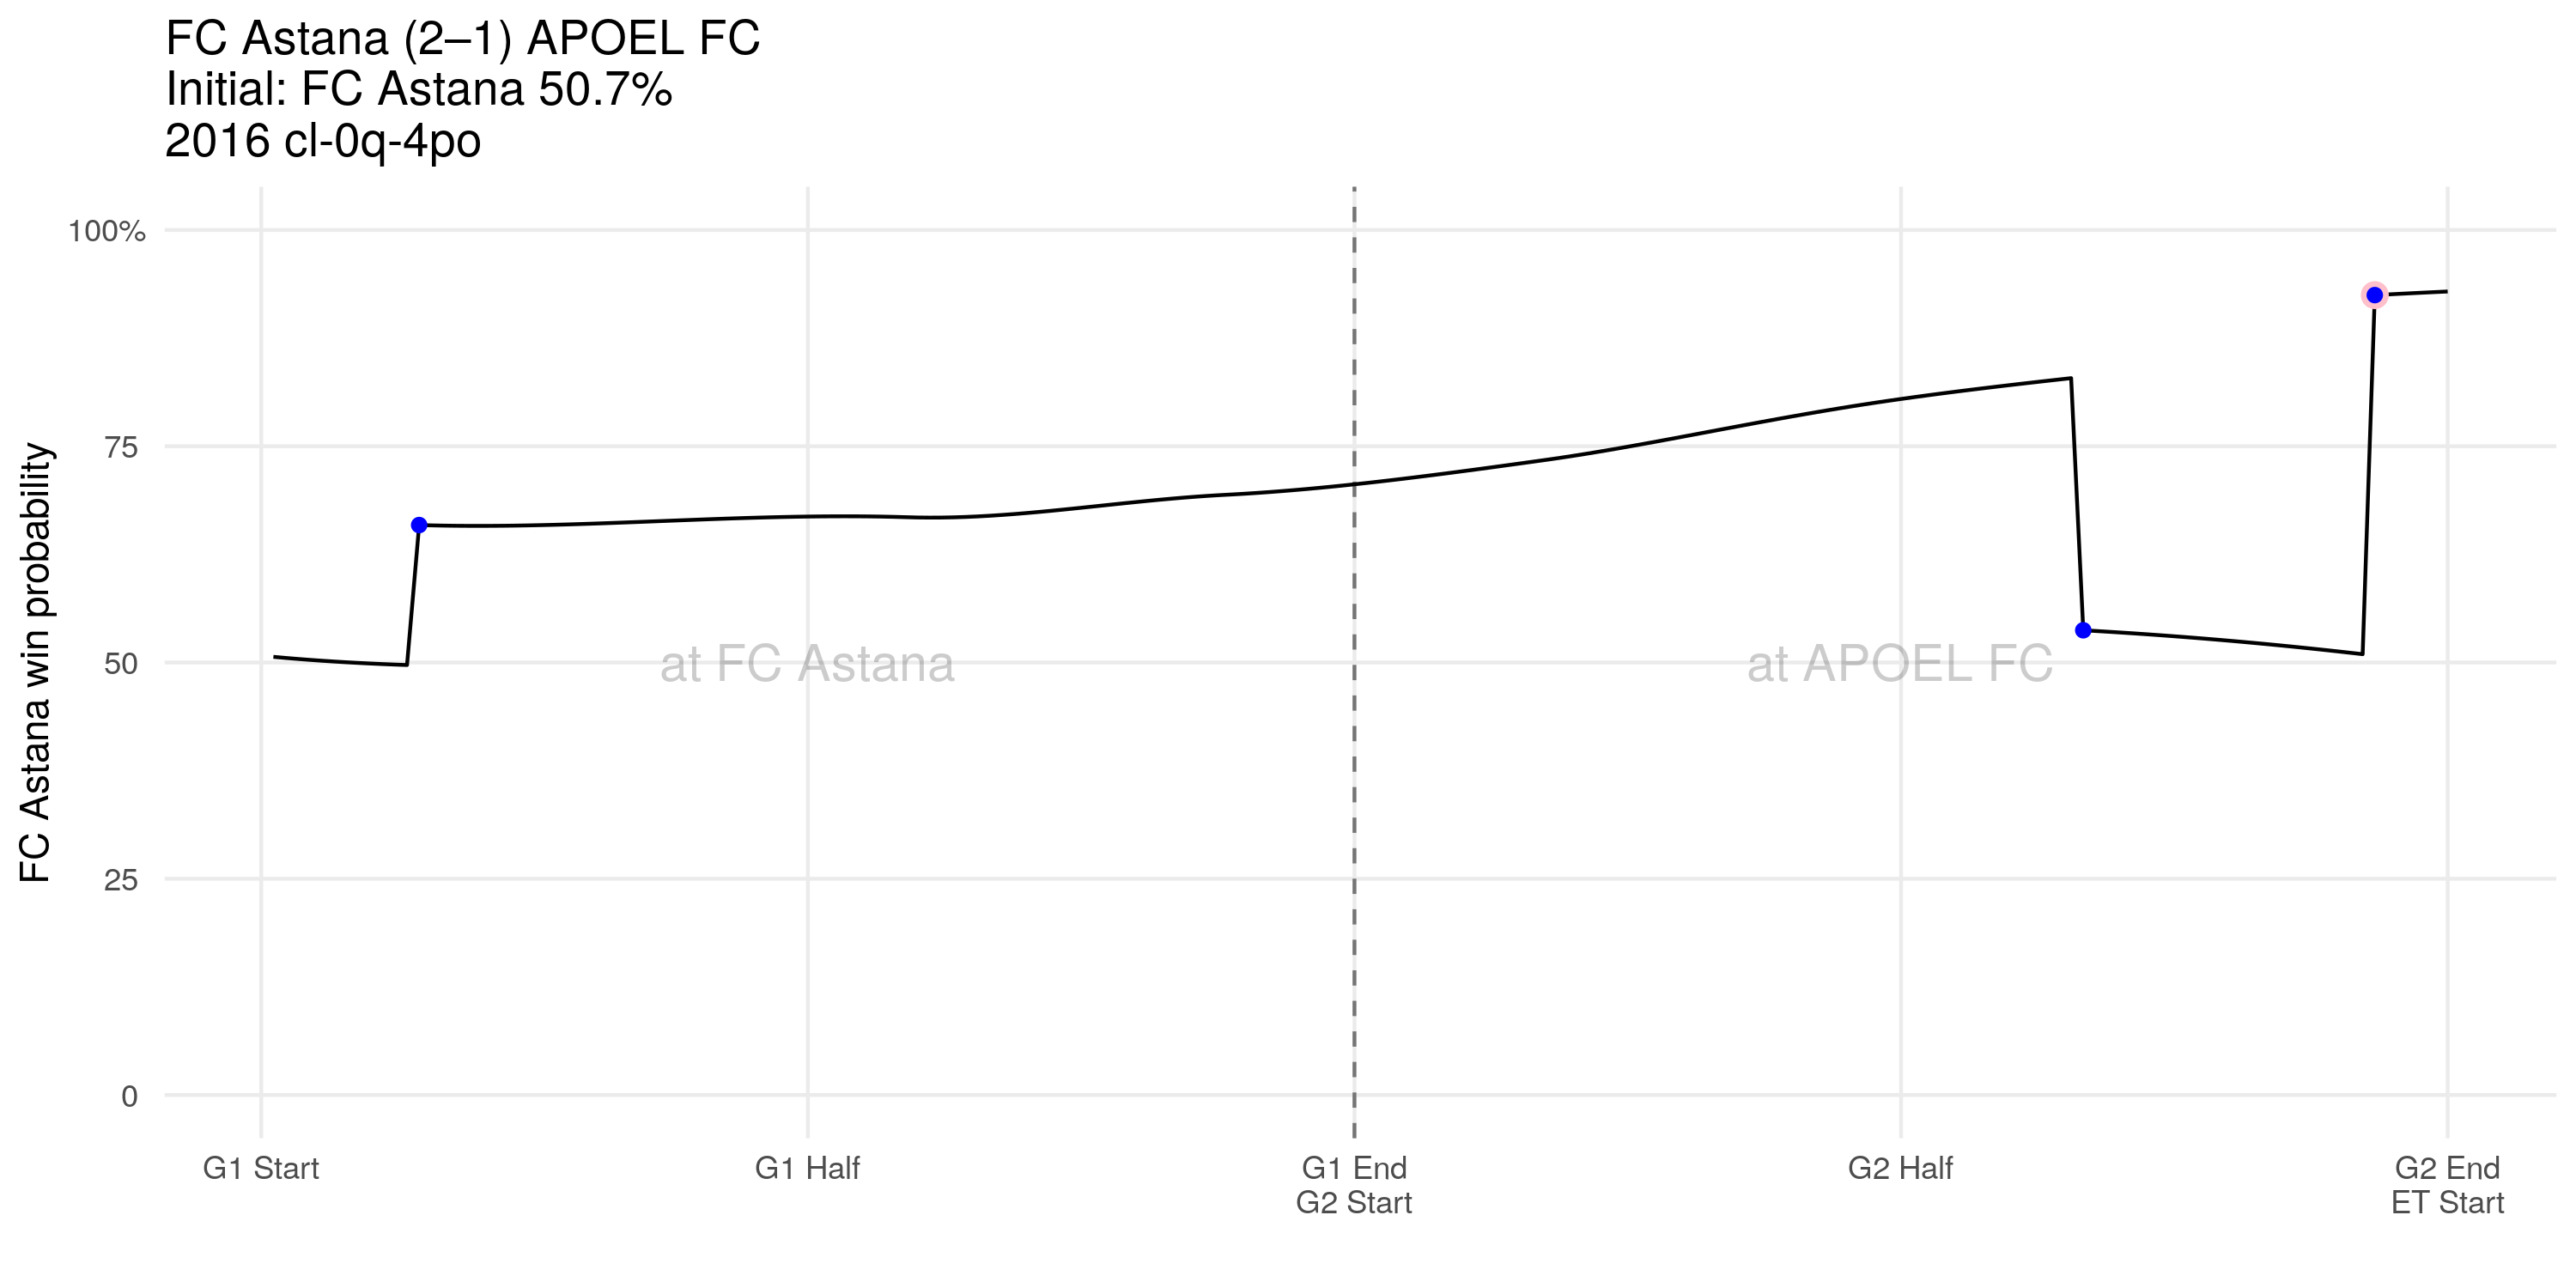 FC Astana (2–1) APOEL FC
Initial: FC Astana 50.7%
2016 cl-0q-4po
FC Astana win probability
100%
75
50
25
0
at FC Astana
at APOEL FC
G1 Start
G1 Half
G1 End
G2 Start
G2 Half
G2 End
ET Start